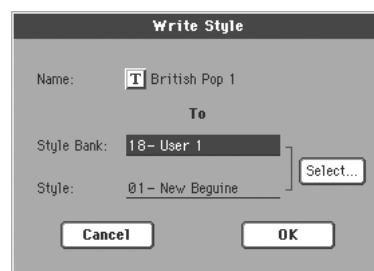 Write Style
Name: T British Pop 1
To
Style Bank: 18- User 1
Select...
Style: 01- New Beguine
Cancel OK